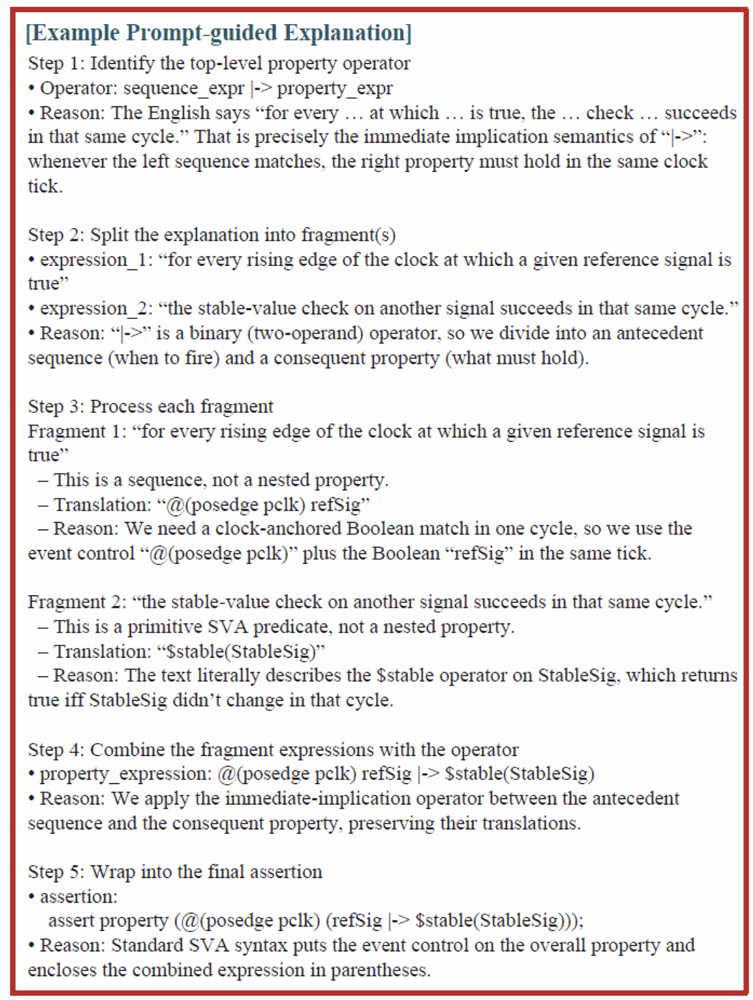 [Example Prompt-guided Explanation]
Step 1: Identify the top-level property operator
• Operator: sequence_expr |-> property_expr
• Reason: The English says “for every … at which … is true, the … check … succeeds
in that same cycle.” That is precisely the immediate implication semantics of “|->”:
whenever the left sequence matches, the right property must hold in the same clock
tick.
Step 2: Split the explanation into fragment(s)
• expression_1: “for every rising edge of the clock at which a given reference signal is
true”
• expression_2: “the stable-value check on another signal succeeds in that same cycle.”
• Reason: “|->” is a binary (two-operand) operator, so we divide into an antecedent
sequence (when to fire) and a consequent property (what must hold).
Step 3: Process each fragment
Fragment 1: “for every rising edge of the clock at which a given reference signal is
true”
– This is a sequence, not a nested property.
– Translation: “@(posedge pclk) refSig”
– Reason: We need a clock-anchored Boolean match in one cycle, so we use the
event control “@(posedge pclk)” plus the Boolean “refSig” in the same tick.
Fragment 2: “the stable-value check on another signal succeeds in that same cycle.”
– This is a primitive SVA predicate, not a nested property.
– Translation: “$stable(StableSig)”
– Reason: The text literally describes the $stable operator on StableSig, which returns
true iff StableSig didn’t change in that cycle.
Step 4: Combine the fragment expressions with the operator
• property_expression: @(posedge pclk) refSig |-> $stable(StableSig)
• Reason: We apply the immediate-implication operator between the antecedent
sequence and the consequent property, preserving their translations.
Step 5: Wrap into the final assertion
• assertion:
assert property (@(posedge pclk) (refSig |-> $stable(StableSig)));
• Reason: Standard SVA syntax puts the event control on the overall property and
encloses the combined expression in parentheses.